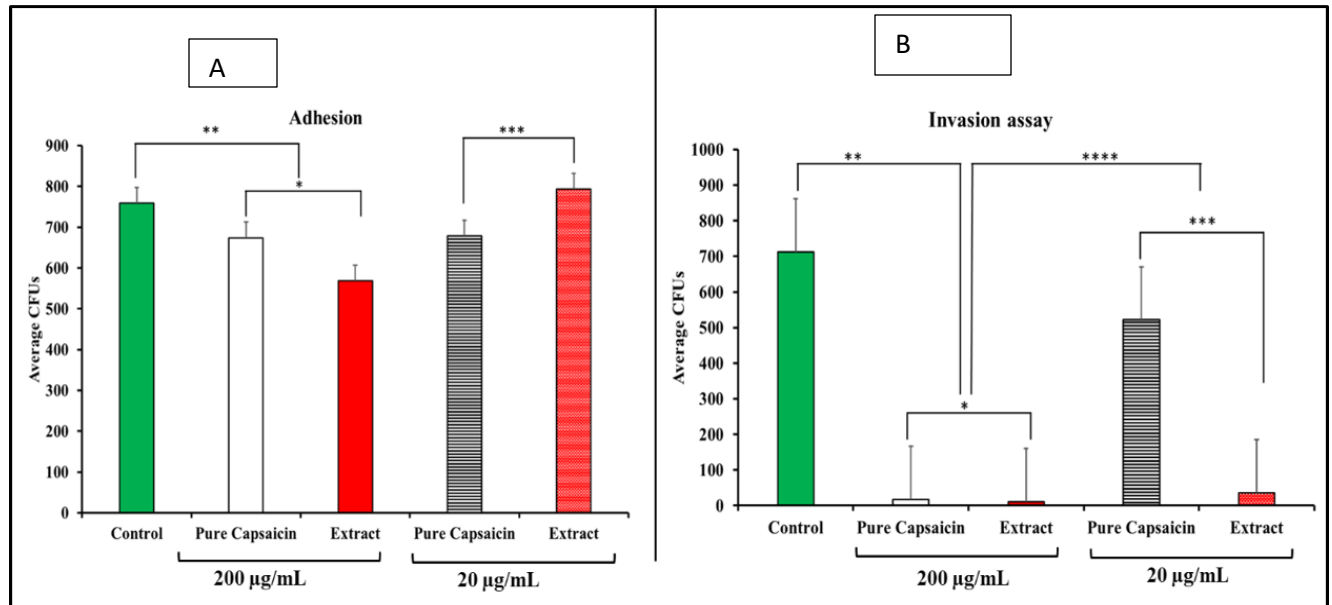 A
Adhesion
Average CFUs
900
800
700
600
500
400
300
200
100
0
**
*
***
Control Pure Capsaicin Extract Pure Capsaicin Extract
200 µg/mL 20 µg/mL
B
Invasion assay
Average CFUs
1000
900
800
700
600
500
400
300
200
100
0
** ****
***
*
Control Pure Capsaicin Extract Pure Capsaicin Extract
200 µg/mL 20 µg/mL